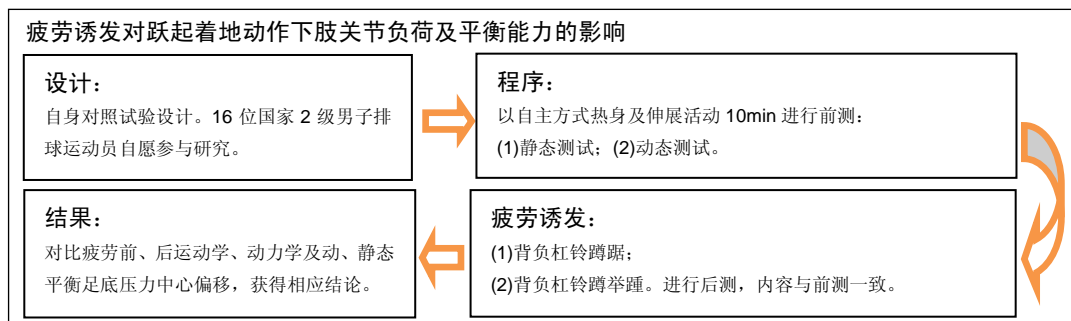 疲劳诱发对跃起着地动作下肢关节负荷及平衡能力的影响
设计：
自身对照试验设计。16 位国家 2 级男子排
球运动员自愿参与研究。
程序：
以自主方式热身及伸展活动 10min 进行前测：
(1)静态测试；(2)动态测试。
疲劳诱发：
(1)背负杠铃蹲踞；
(2)背负杠铃蹲举踵。进行后测，内容与前测一致。
结果：
对比疲劳前、后运动学、动力学及动、静态
平衡足底压力中心偏移，获得相应结论。